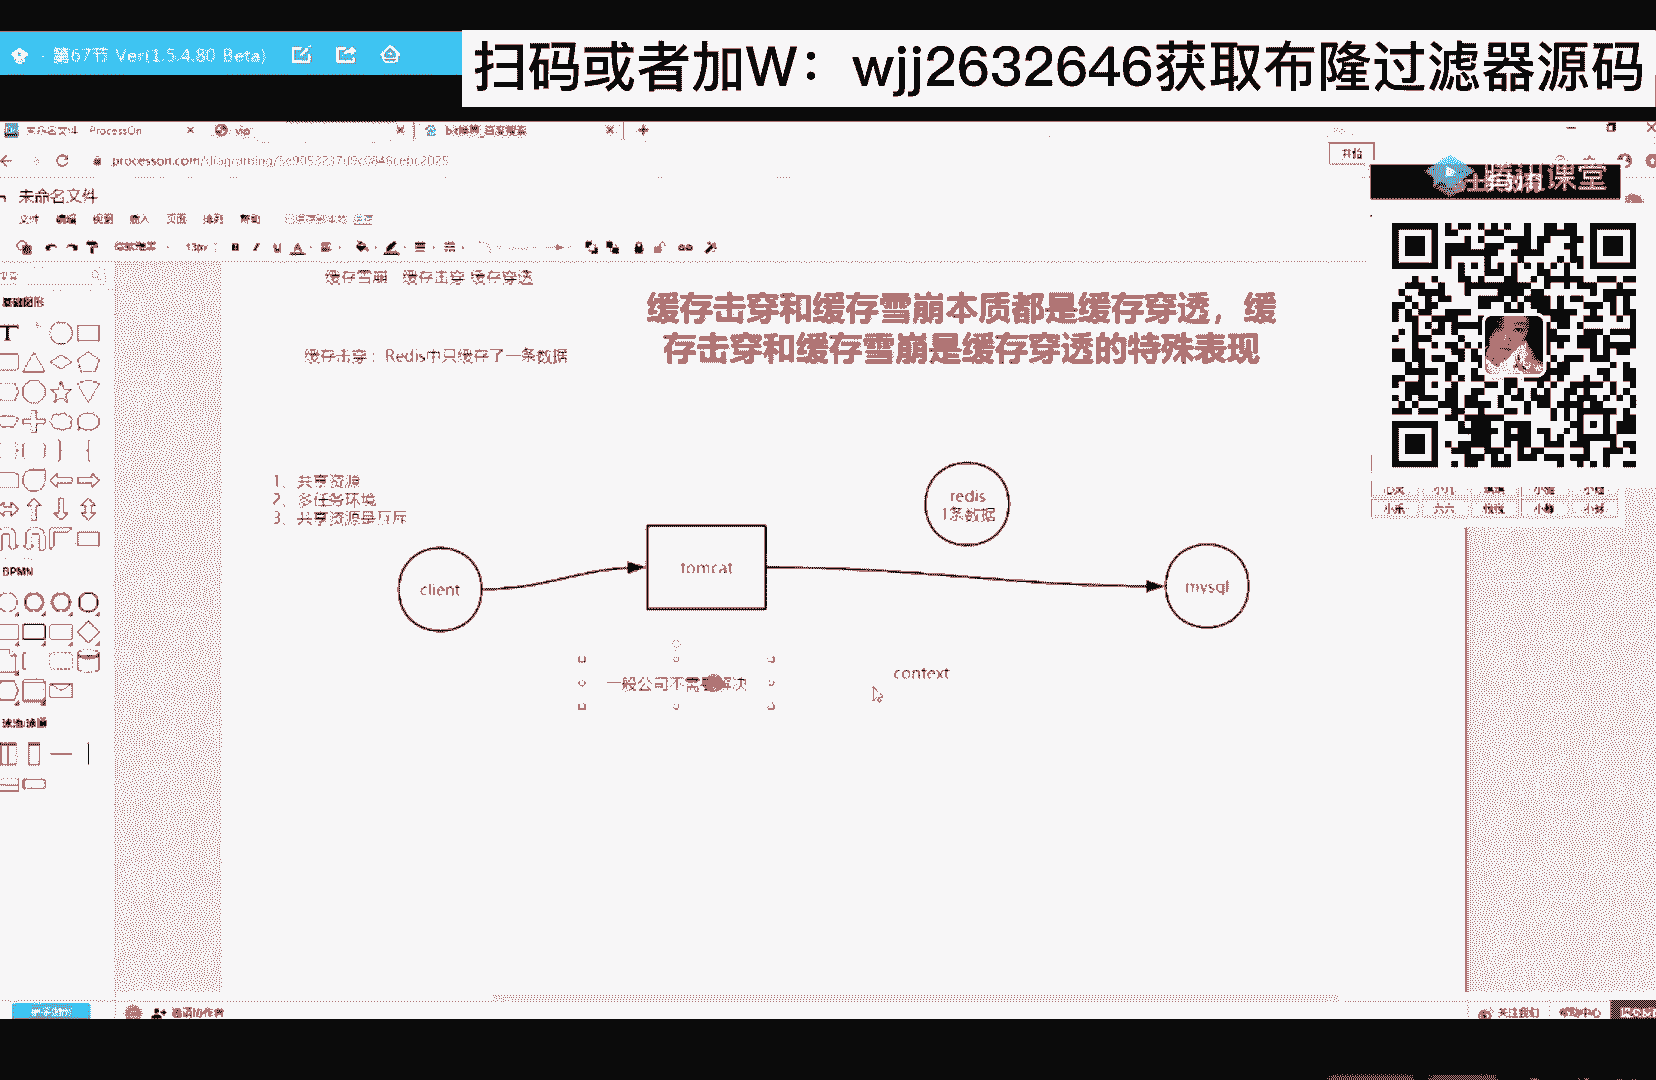 第67节 Ver(1.5.4.80 Beta)
扫码或者加W：wjj2632646获取布隆过滤器源码
未命名文件 ProcessOn
vip
腾讯课堂
未命名文件
文件 编辑 视图 插入 页面 排列 帮助
13px
缓存雪崩 缓存击穿 缓存穿透
缓存击穿和缓存雪崩本质都是缓存穿透，缓
存击穿和缓存雪崩是缓存穿透的特殊表现
缓存击穿：Redis中只缓存了一条数据
1、共享资源
2、多任务环境
3、共享资源是互斥
redis
1条数据
client
tomcat
mysql
一般公司不需要解决
context
基础图形
BPMN
邀请协作者
关注我们
帮助中心